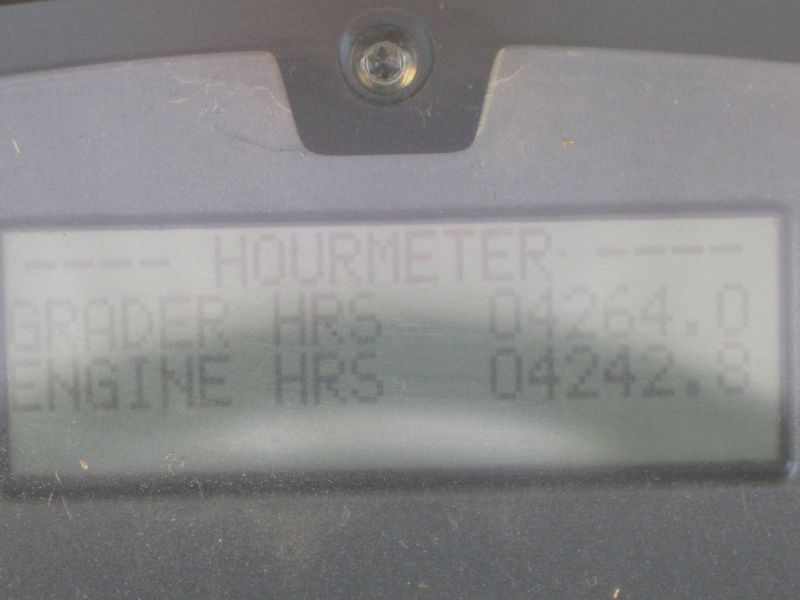 ---- HOURMETER ----
GRADER HRS 04264.0
ENGINE HRS 04242.8